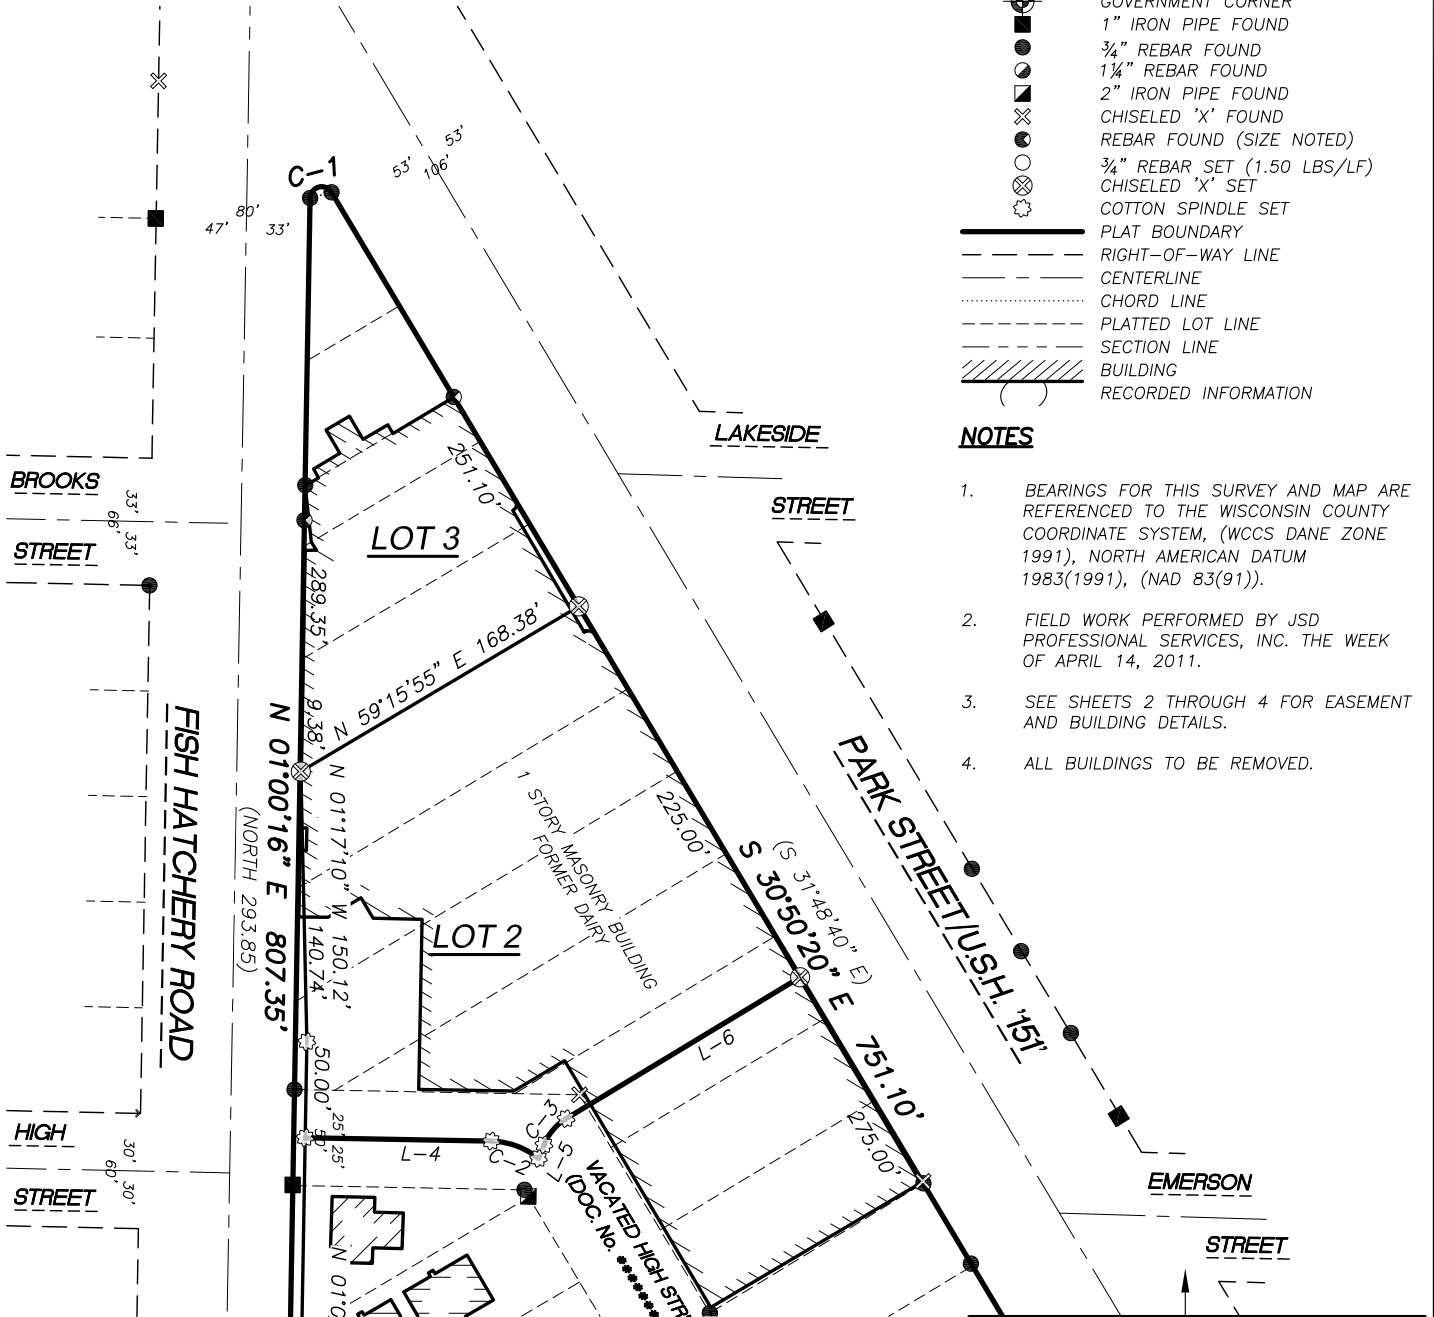 GOVERNMENT CORNER
1" IRON PIPE FOUND
¾" REBAR FOUND
1¼" REBAR FOUND
2" IRON PIPE FOUND
CHISELED 'X' FOUND
REBAR FOUND (SIZE NOTED)
¾" REBAR SET (1.50 LBS/LF)
CHISELED 'X' SET
COTTON SPINDLE SET
PLAT BOUNDARY
RIGHT-OF-WAY LINE
CENTERLINE
CHORD LINE
PLATTED LOT LINE
SECTION LINE
BUILDING
RECORDED INFORMATION
NOTES
1. BEARINGS FOR THIS SURVEY AND MAP ARE
REFERENCED TO THE WISCONSIN COUNTY
COORDINATE SYSTEM, (WCCS DANE ZONE
1991), NORTH AMERICAN DATUM
1983(1991), (NAD 83(91)).
2. FIELD WORK PERFORMED BY JSD
PROFESSIONAL SERVICES, INC. THE WEEK
OF APRIL 14, 2011.
3. SEE SHEETS 2 THROUGH 4 FOR EASEMENT
AND BUILDING DETAILS.
4. ALL BUILDINGS TO BE REMOVED.
C-1
53'
53'
106'
80'
47'
33'
LAKESIDE
STREET
BROOKS
STREET
33'
66'
33'
251.10'
LOT 3
289.35'
N 59°15'55" E 168.38'
9.38'
N 01°00'16" E 807.35'
(NORTH 293.85)
FISH HATCHERY ROAD
N 01°17'10" W 150.12'
140.74'
1 STORY MASONRY BUILDING
FORMER DAIRY
225.00'
LOT 2
S 30°50'20" E 751.10'
(S 31°48'40" E)
PARK STREET/U.S.H. '151'
L-6
50.00'
25'
50'
25'
L-4
C-2
C-3
L-5
275.00'
HIGH
STREET
30'
60'
30'
VACATED HIGH STR
(DOC. No. *******
N 01°0
EMERSON
STREET